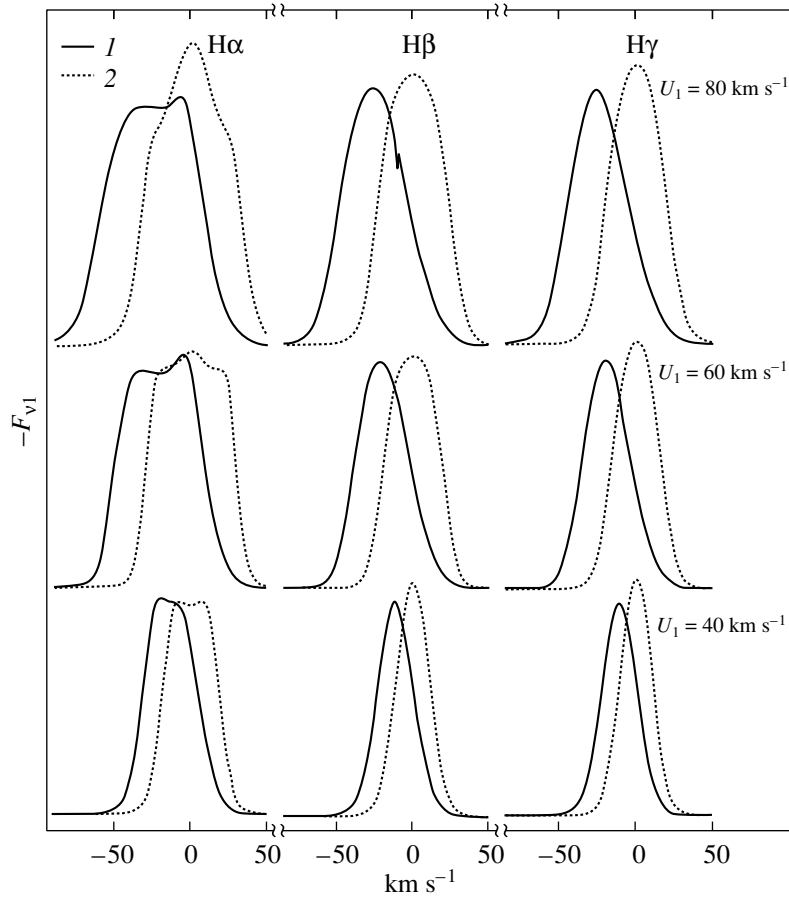 Hα Hβ Hγ
1
2
U₁ = 80 km s⁻¹
U₁ = 60 km s⁻¹
U₁ = 40 km s⁻¹
−Fν1
−50 0 50 −50 0 50 −50 0 50
km s⁻¹